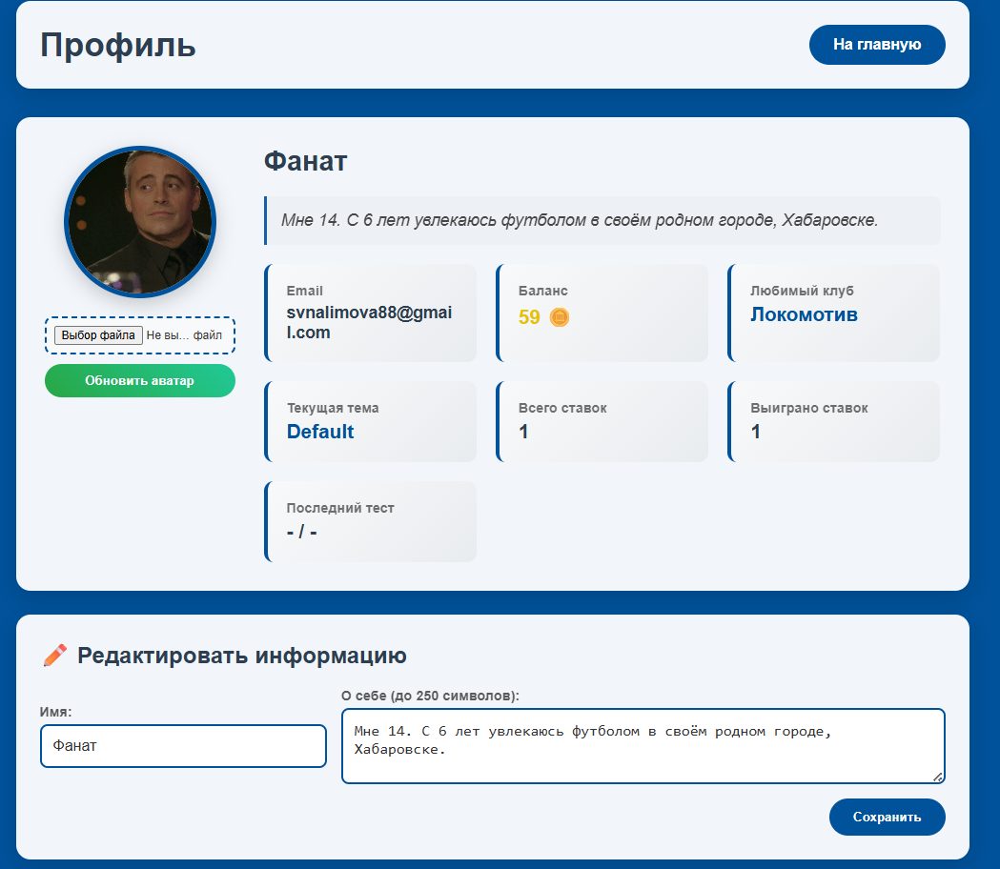 Профиль
На главную
Фанат
Мне 14. С 6 лет увлекаюсь футболом в своём родном городе, Хабаровске.
Выбор файла Не вы... файл
Обновить аватар
Email
svnalimova88@gmai
l.com
Баланс
59
Любимый клуб
Локомотив
Текущая тема
Default
Всего ставок
1
Выиграно ставок
1
Последний тест
- / -
Редактировать информацию
Имя:
Фанат
О себе (до 250 символов):
Мне 14. С 6 лет увлекаюсь футболом в своём родном городе,
Хабаровске.
Сохранить